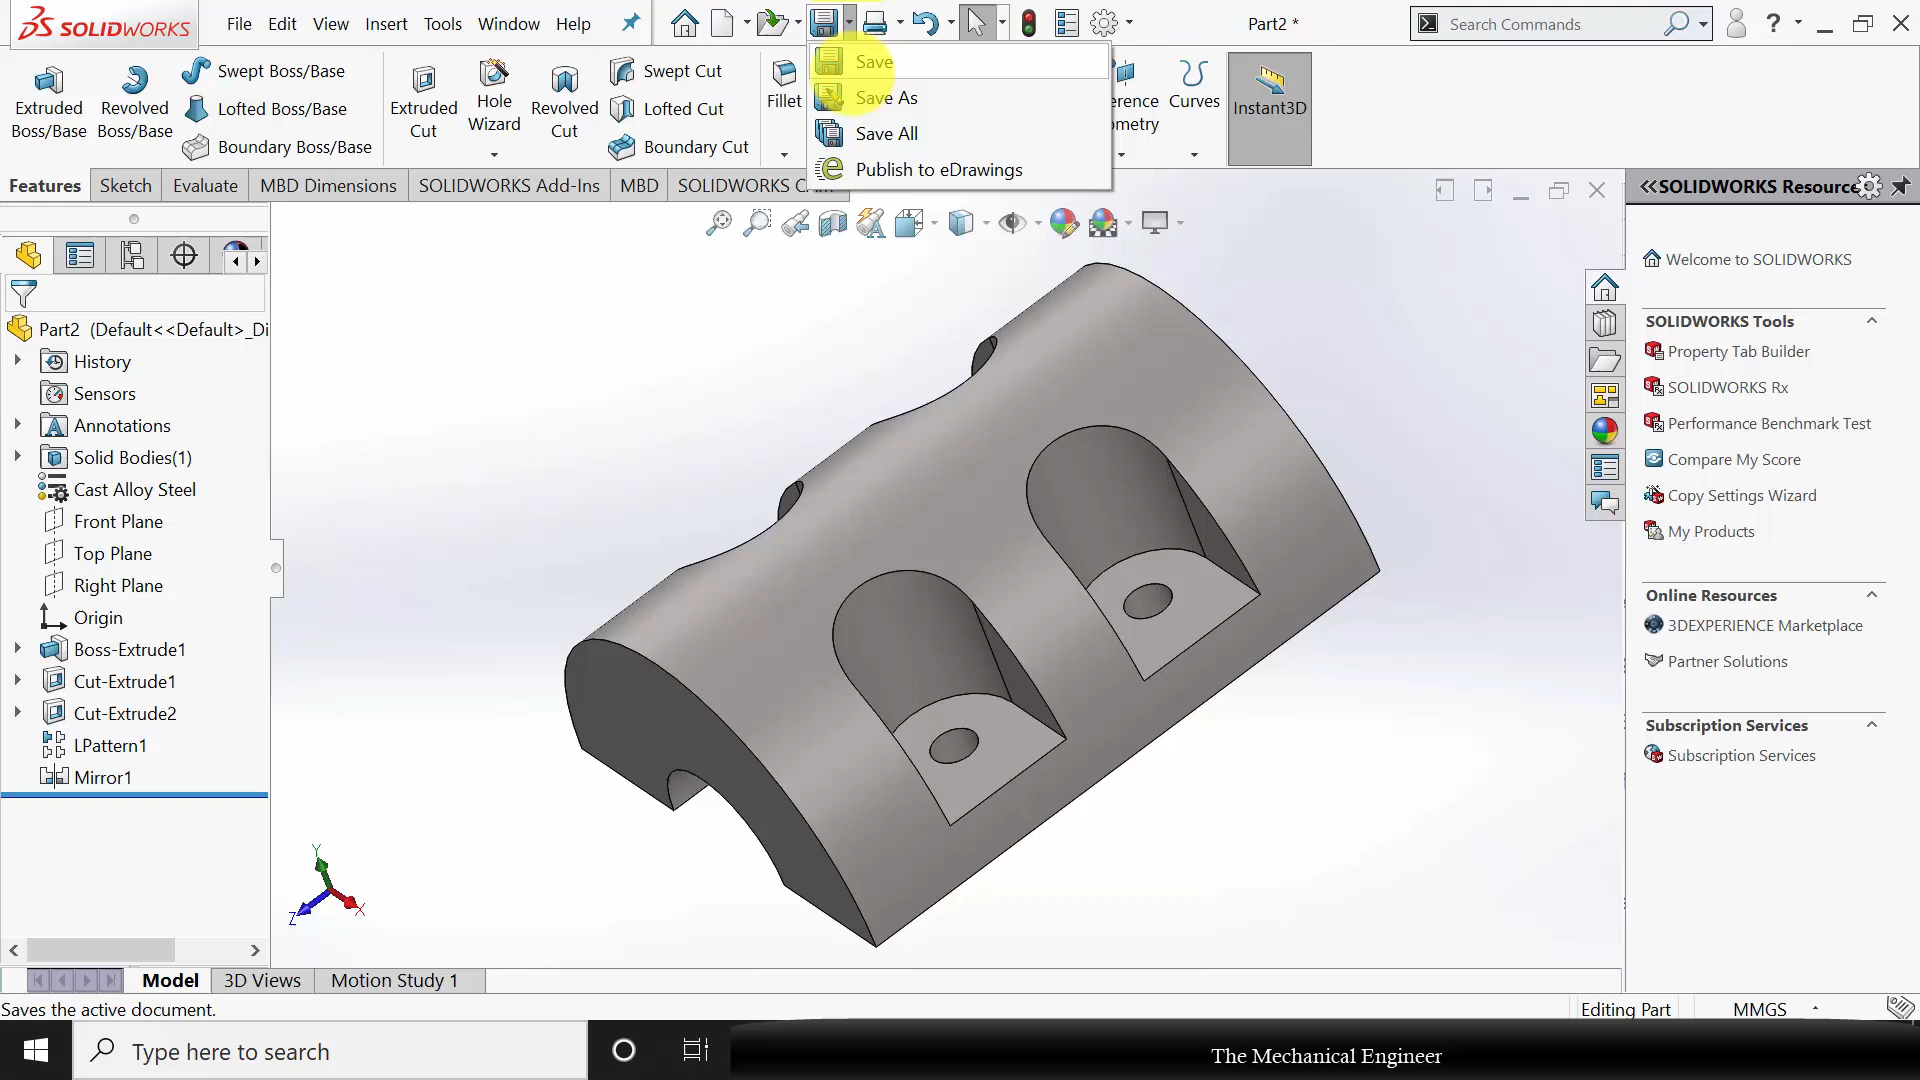 SOLIDWORKS
File Edit View Insert Tools Window Help
Part2 *
Search Commands
Save
Save As
Save All
Publish to eDrawings
Extruded
Boss/Base
Revolved
Boss/Base
Swept Boss/Base
Lofted Boss/Base
Boundary Boss/Base
Extruded
Cut
Hole
Wizard
Revolved
Cut
Swept Cut
Lofted Cut
Boundary Cut
Fillet
erence
ometry
Curves
Instant3D
Features Sketch Evaluate MBD Dimensions SOLIDWORKS Add-Ins MBD SOLIDWORKS CAM
Part2 (Default<<Default>_Di
History
Sensors
Annotations
Solid Bodies(1)
Cast Alloy Steel
Front Plane
Top Plane
Right Plane
Origin
Boss-Extrude1
Cut-Extrude1
Cut-Extrude2
LPattern1
Mirror1
Y
Z
X
SOLIDWORKS Resource
Welcome to SOLIDWORKS
SOLIDWORKS Tools
Property Tab Builder
SOLIDWORKS Rx
Performance Benchmark Test
Compare My Score
Copy Settings Wizard
My Products
Online Resources
3DEXPERIENCE Marketplace
Partner Solutions
Subscription Services
Subscription Services
Model 3D Views Motion Study 1
Saves the active document.
Editing Part MMGS
Type here to search
The Mechanical Engineer